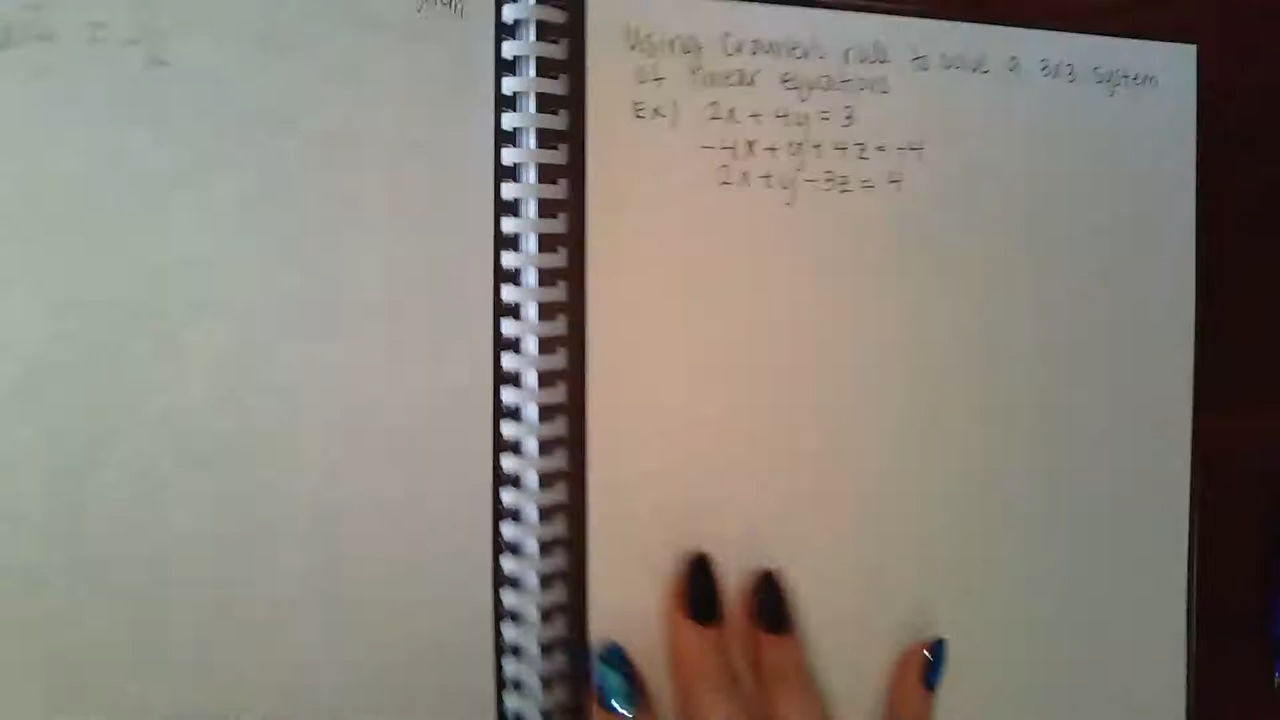 Using Cramer's rule to solve a 3x3 system
of linear equations
Ex) 2x + 4y = 3
-4x + y + 4z = -4
2x + y - 3z = 4